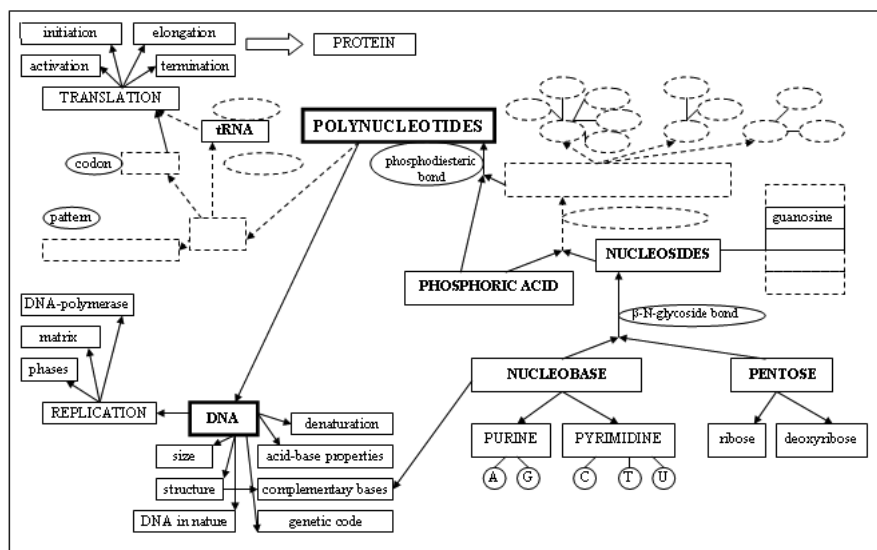 initiation
elongation
PROTEIN
activation
termination
TRANSLATION
tRNA
POLYNUCLEOTIDES
codon
phosphodiesteric
bond
pattern
guanosine
NUCLEOSIDES
PHOSPHORIC ACID
DNA-polymerase
β-N-glycoside bond
matrix
phases
NUCLEOBASE
PENTOSE
REPLICATION
DNA
denaturation
PURINE
PYRIMIDINE
ribose
deoxyribose
size
acid-base properties
A
G
C
T
U
structure
complementary bases
DNA in nature
genetic code